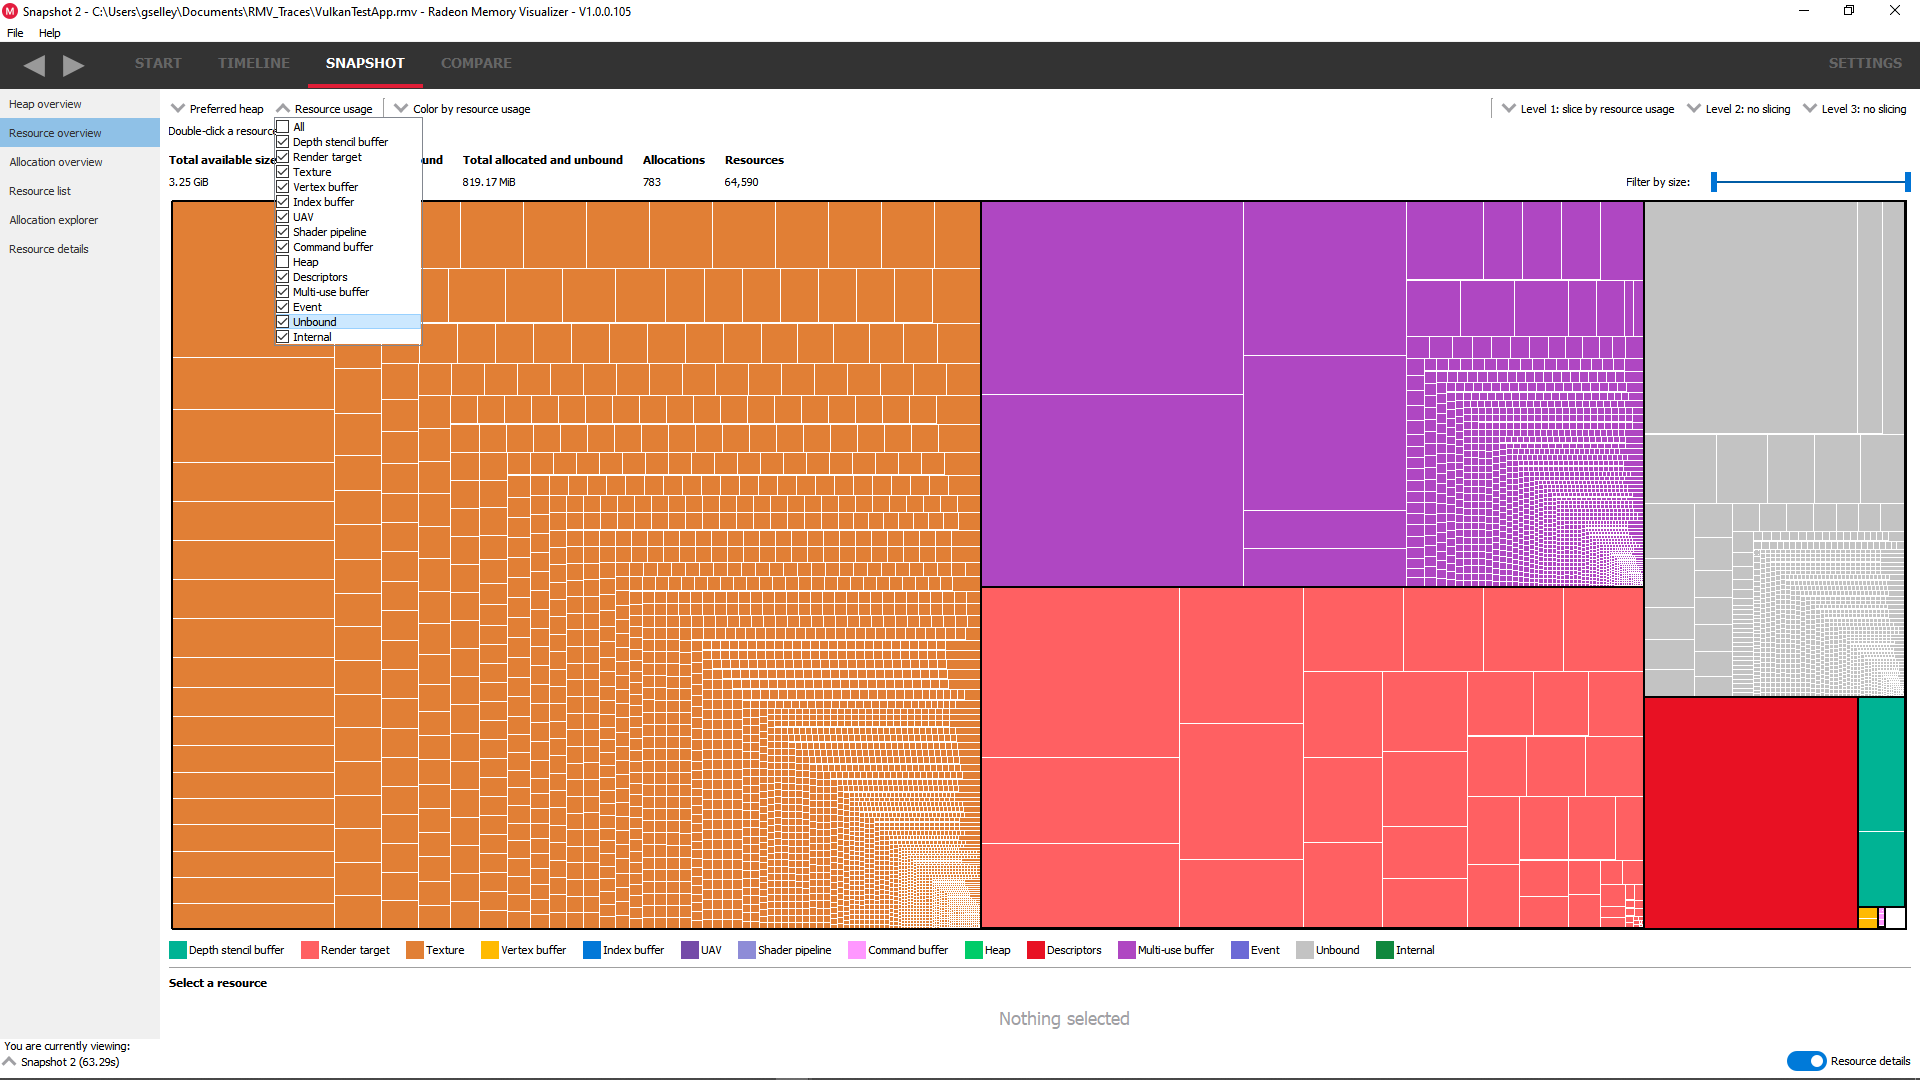 Snapshot 2 - C:\Users\gselley\Documents\RMV_Traces\VulkanTestApp.rmv - Radeon Memory Visualizer - V1.0.0.105
File Help
START TIMELINE SNAPSHOT COMPARE SETTINGS
Heap overview
Resource overview
Allocation overview
Resource list
Allocation explorer
Resource details
Preferred heap Resource usage Color by resource usage Level 1: slice by resource usage Level 2: no slicing Level 3: no slicing
Double-click a resource
All
Depth stencil buffer
Render target
Texture
Vertex buffer
Index buffer
UAV
Shader pipeline
Command buffer
Heap
Descriptors
Multi-use buffer
Event
Unbound
Internal
Total available size und Total allocated and unbound Allocations Resources
3.25 GiB 819.17 MiB 783 64,590
Filter by size:
Depth stencil buffer Render target Texture Vertex buffer Index buffer UAV Shader pipeline Command buffer Heap Descriptors Multi-use buffer Event Unbound Internal
Select a resource
Nothing selected
You are currently viewing:
Snapshot 2 (63.29s)
Resource details